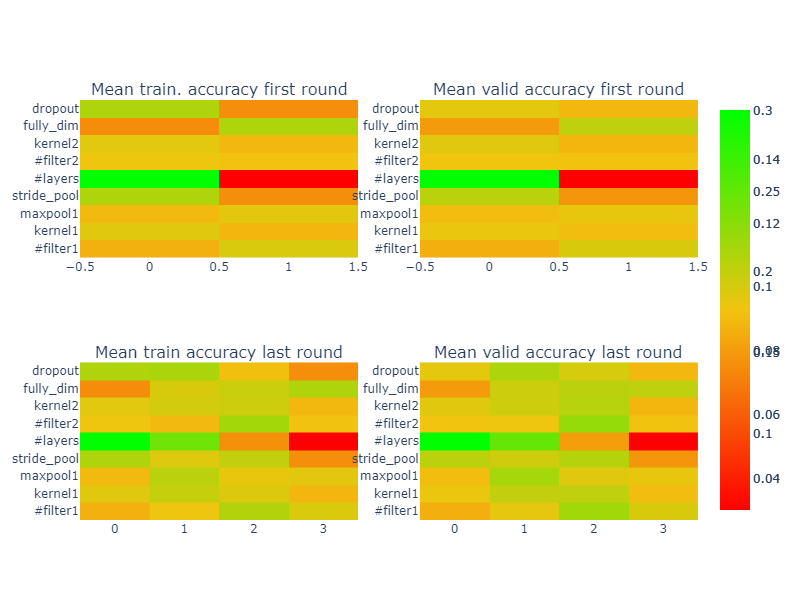 Mean train. accuracy first round
Mean valid accuracy first round
dropout
fully_dim
kernel2
#filter2
#layers
stride_pool
maxpool1
kernel1
#filter1
−0.5 0 0.5 1 1.5
dropout
fully_dim
kernel2
#filter2
#layers
stride_pool
maxpool1
kernel1
#filter1
−0.5 0 0.5 1 1.5
Mean train accuracy last round
Mean valid accuracy last round
dropout
fully_dim
kernel2
#filter2
#layers
stride_pool
maxpool1
kernel1
#filter1
0 1 2 3
dropout
fully_dim
kernel2
#filter2
#layers
stride_pool
maxpool1
kernel1
#filter1
0 1 2 3
0.3
0.14
0.25
0.12
0.2
0.1
0.06
0.1
0.04